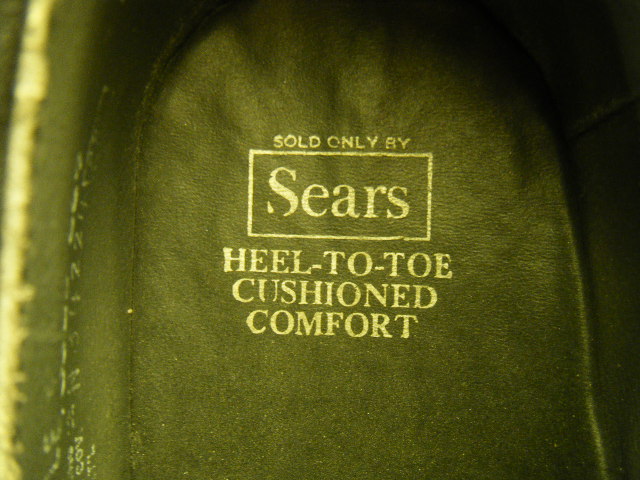 SOLD ONLY BY
Sears
HEEL-TO-TOE
CUSHIONED
COMFORT